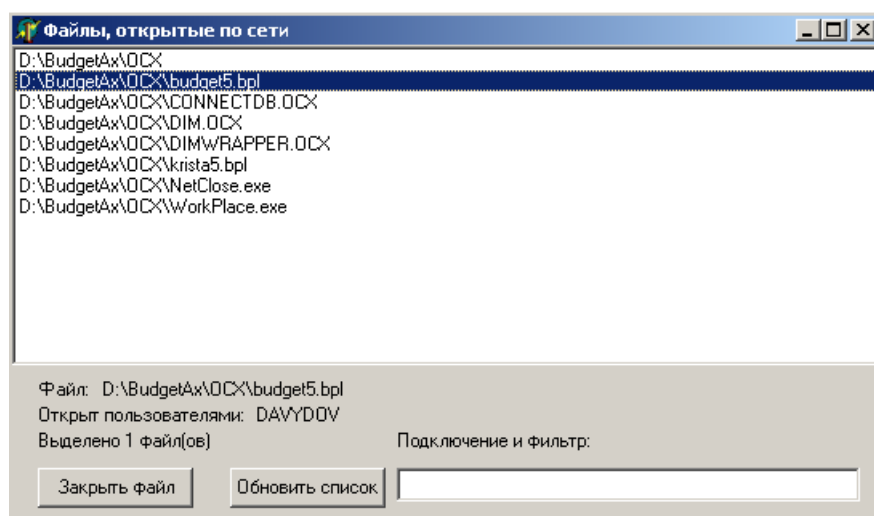 Файлы, открытые по сети
D:\BudgetAx\OCX
D:\BudgetAx\OCX\budget5.bpl
D:\BudgetAx\OCX\CONNECTDB.OCX
D:\BudgetAx\OCX\DIM.OCX
D:\BudgetAx\OCX\DIMWRAPPER.OCX
D:\BudgetAx\OCX\krista5.bpl
D:\BudgetAx\OCX\NetClose.exe
D:\BudgetAx\OCX\WorkPlace.exe
Файл: D:\BudgetAx\OCX\budget5.bpl
Открыт пользователями: DAVYDOV
Выделено 1 файл(ов) Подключение и фильтр:
Закрыть файл Обновить список